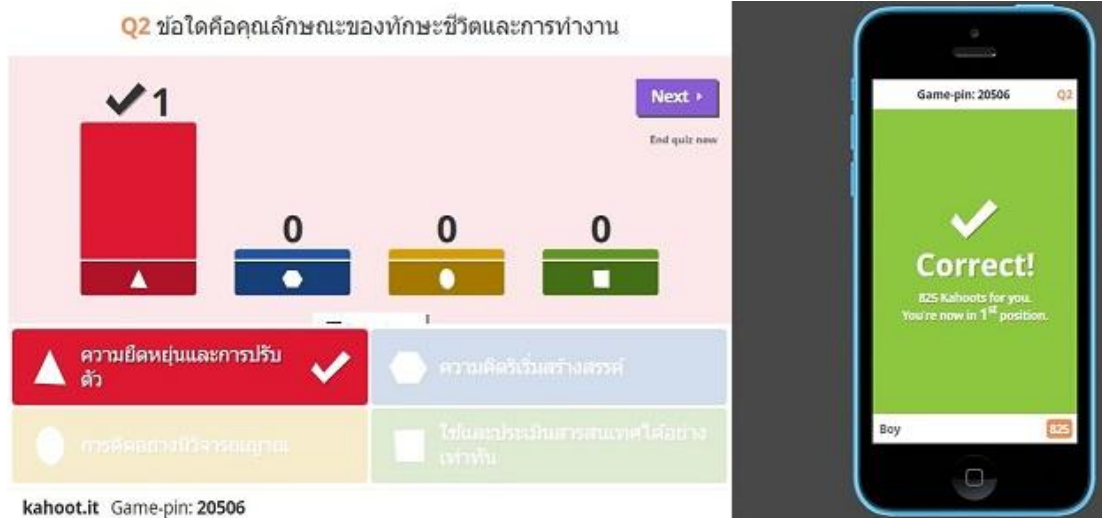 Q2 ข้อใดคือคุณลักษณะของทักษะชีวิตและการทำงาน
1
Next
End quiz now
0
0
0
ความยืดหยุ่นและการปรับ
ตัว
ความคิดริเริ่มสร้างสรรค์
การคิดอย่างมีวิจารณญาณ
ใช้และประเมินสารสนเทศได้อย่าง
เท่าทัน
kahoot.it Game-pin: 20506
Game-pin: 20506 Q2
Correct!
825 Kahoots for you.
You're now in 1st position.
Boy 825